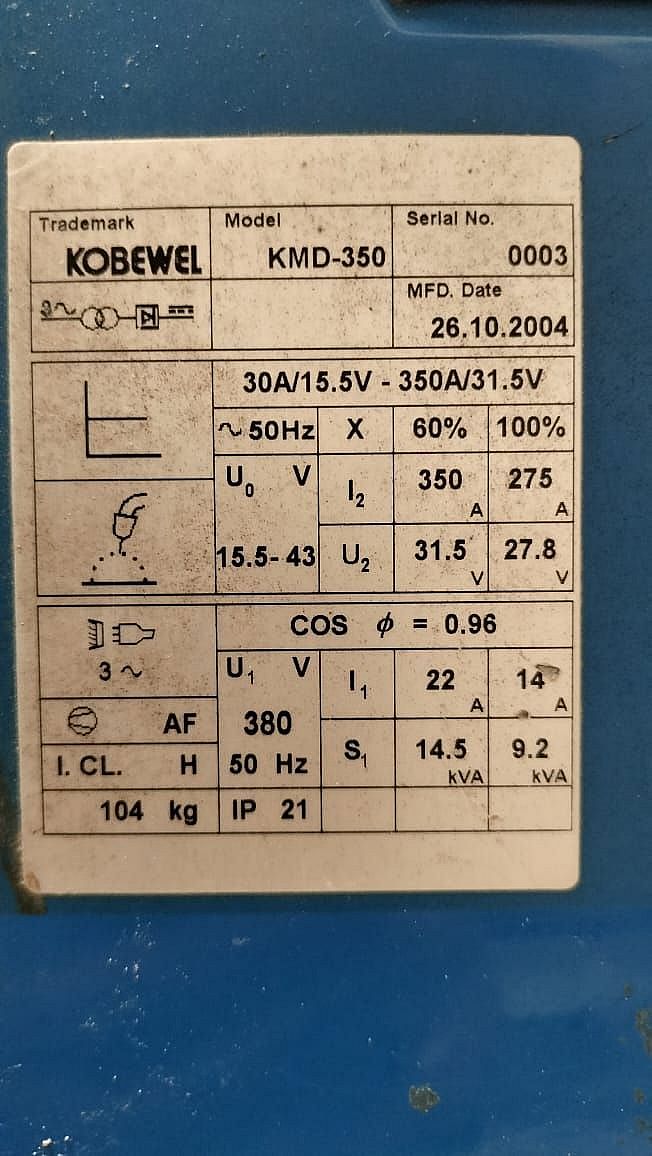 Trademark Model Serial No.
KOBEWEL KMD-350 0003
MFD. Date
3~
26.10.2004
30A/15.5V - 350A/31.5V
~ 50Hz X 60% 100%
U0 V I2 350 A 275 A
15.5-43 U2 31.5 V 27.8 V
COS ϕ = 0.96
3 ~ U1 V I1 22 A 14 A
AF 380
I. CL. H 50 Hz S1 14.5 kVA 9.2 kVA
104 kg IP 21